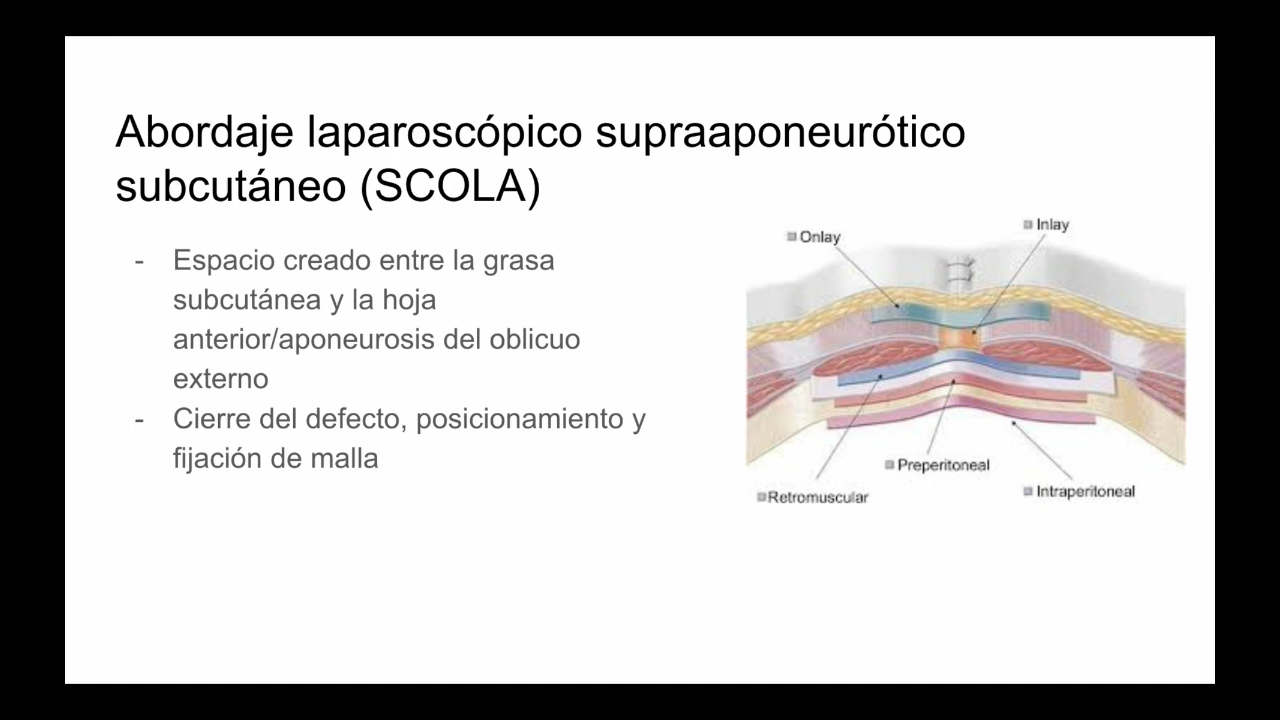 Abordaje laparoscópico supraaponeurótico
subcutáneo (SCOLA)
- Espacio creado entre la grasa
subcutánea y la hoja
anterior/aponeurosis del oblicuo
externo
- Cierre del defecto, posicionamiento y
fijación de malla
Onlay
Inlay
Preperitoneal
Retromuscular
Intraperitoneal